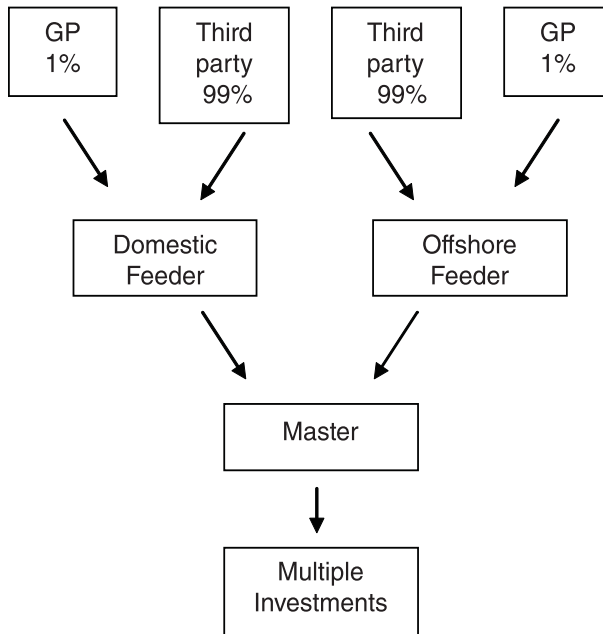 GP
1%
Third
party
99%
Third
party
99%
GP
1%
Domestic
Feeder
Offshore
Feeder
Master
Multiple
Investments